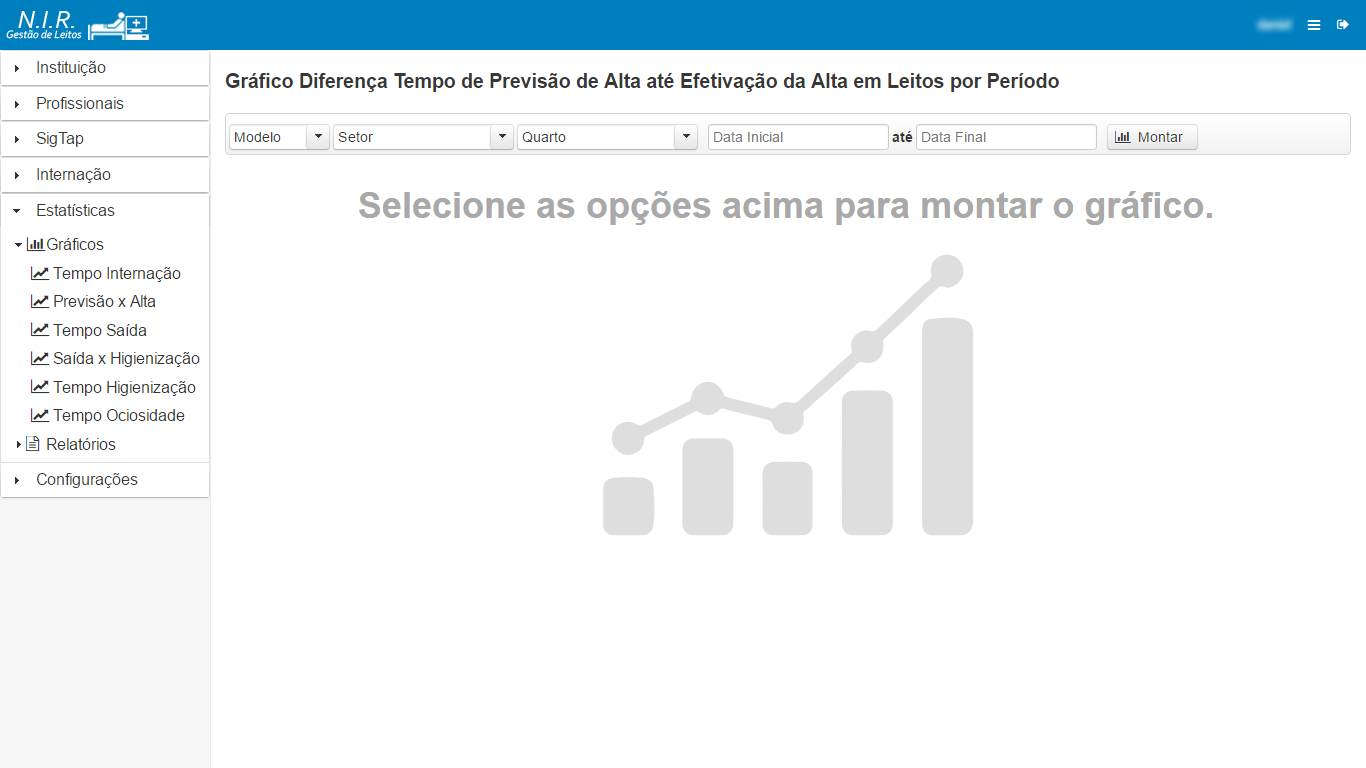 N.I.R.
Gestão de Leitos
Instituição
Profissionais
SigTap
Internação
Estatísticas
Gráficos
Tempo Internação
Previsão x Alta
Tempo Saída
Saída x Higienização
Tempo Higienização
Tempo Ociosidade
Relatórios
Configurações
Gráfico Diferença Tempo de Previsão de Alta até Efetivação da Alta em Leitos por Período
Modelo Setor Quarto Data Inicial até Data Final Montar
Selecione as opções acima para montar o gráfico.